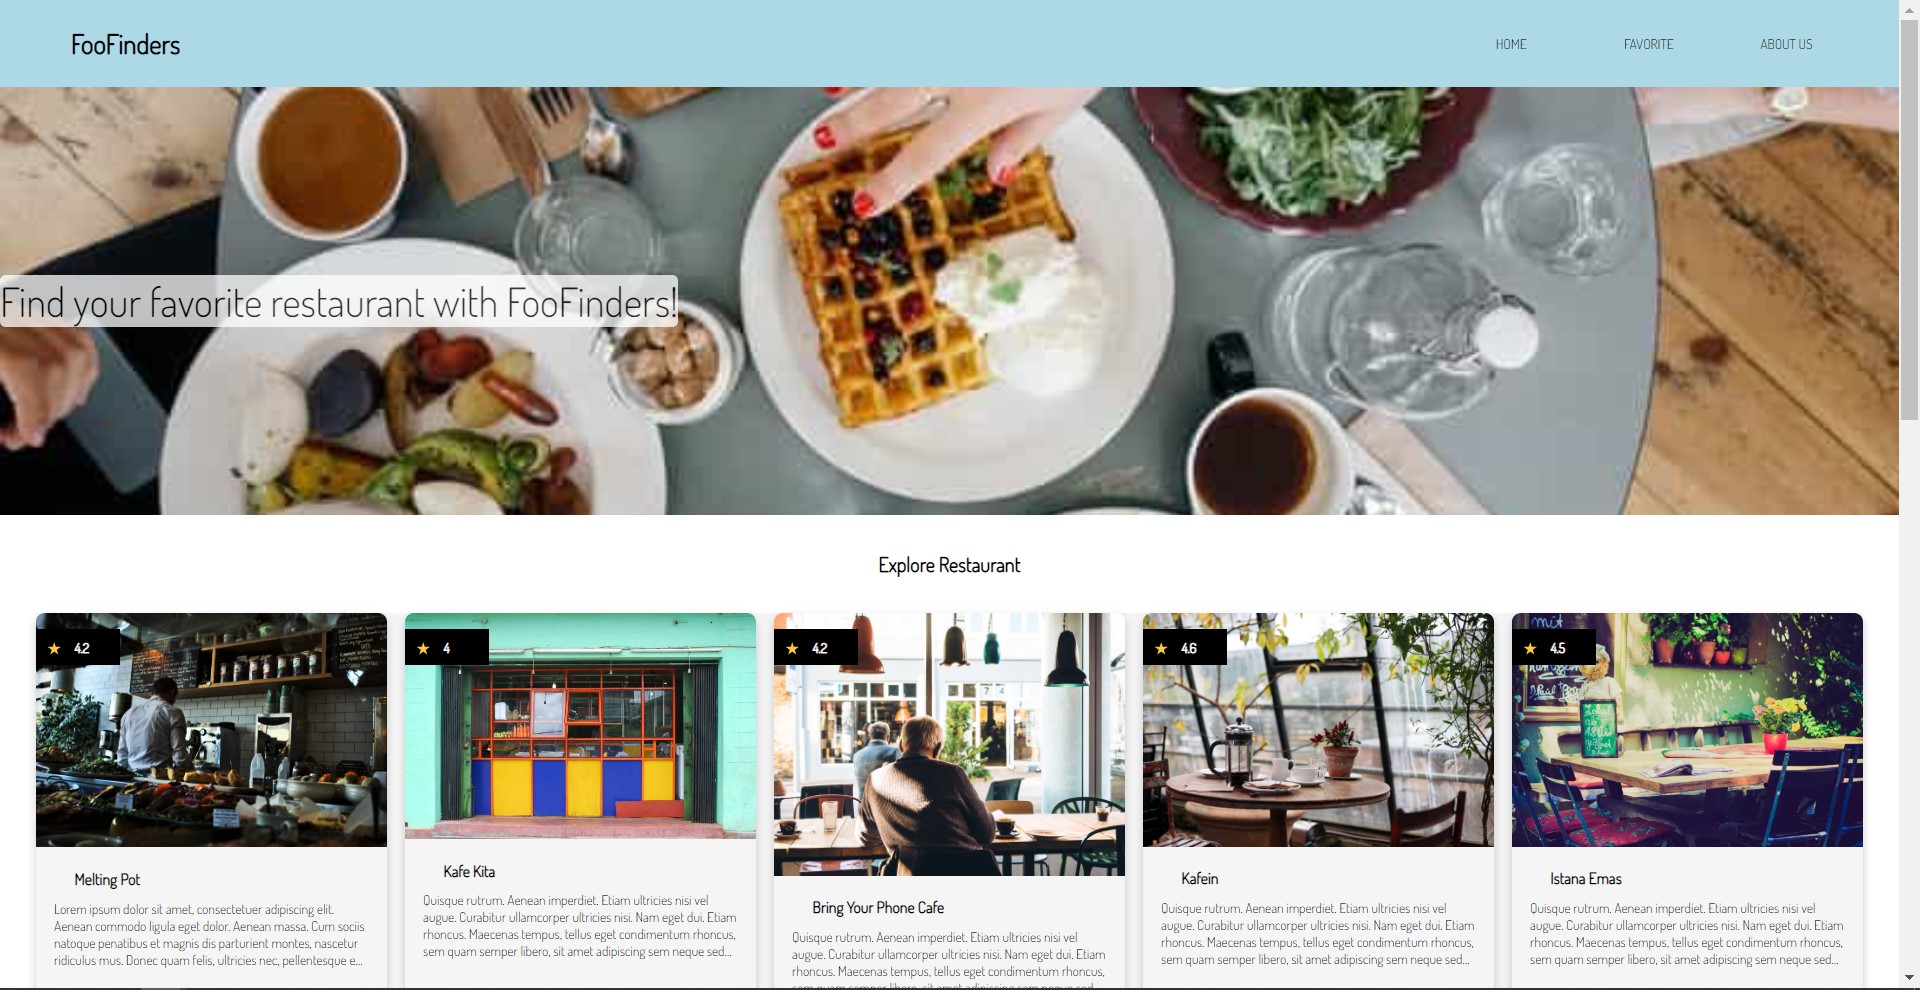 FooFinders
HOME FAVORITE ABOUT US
Find your favorite restaurant with FooFinders!
Explore Restaurant
★ 4.2
Melting Pot
Lorem ipsum dolor sit amet, consectetuer adipiscing elit.
Aenean commodo ligula eget dolor. Aenean massa. Cum sociis
natoque penatibus et magnis dis parturient montes, nascetur
ridiculus mus. Donec quam felis, ultricies nec, pellentesque e...
★ 4
Kafe Kita
Quisque rutrum. Aenean imperdiet. Etiam ultricies nisi vel
augue. Curabitur ullamcorper ultricies nisi. Nam eget dui. Etiam
rhoncus. Maecenas tempus, tellus eget condimentum rhoncus,
sem quam semper libero, sit amet adipiscing sem neque sed...
★ 4.2
Bring Your Phone Cafe
Quisque rutrum. Aenean imperdiet. Etiam ultricies nisi vel
augue. Curabitur ullamcorper ultricies nisi. Nam eget dui. Etiam
rhoncus. Maecenas tempus, tellus eget condimentum rhoncus,
sem quam semper libero, sit amet adipiscing sem neque sed...
★ 4.6
Kafein
Quisque rutrum. Aenean imperdiet. Etiam ultricies nisi vel
augue. Curabitur ullamcorper ultricies nisi. Nam eget dui. Etiam
rhoncus. Maecenas tempus, tellus eget condimentum rhoncus,
sem quam semper libero, sit amet adipiscing sem neque sed...
★ 4.5
Istana Emas
Quisque rutrum. Aenean imperdiet. Etiam ultricies nisi vel
augue. Curabitur ullamcorper ultricies nisi. Nam eget dui. Etiam
rhoncus. Maecenas tempus, tellus eget condimentum rhoncus,
sem quam semper libero, sit amet adipiscing sem neque sed...